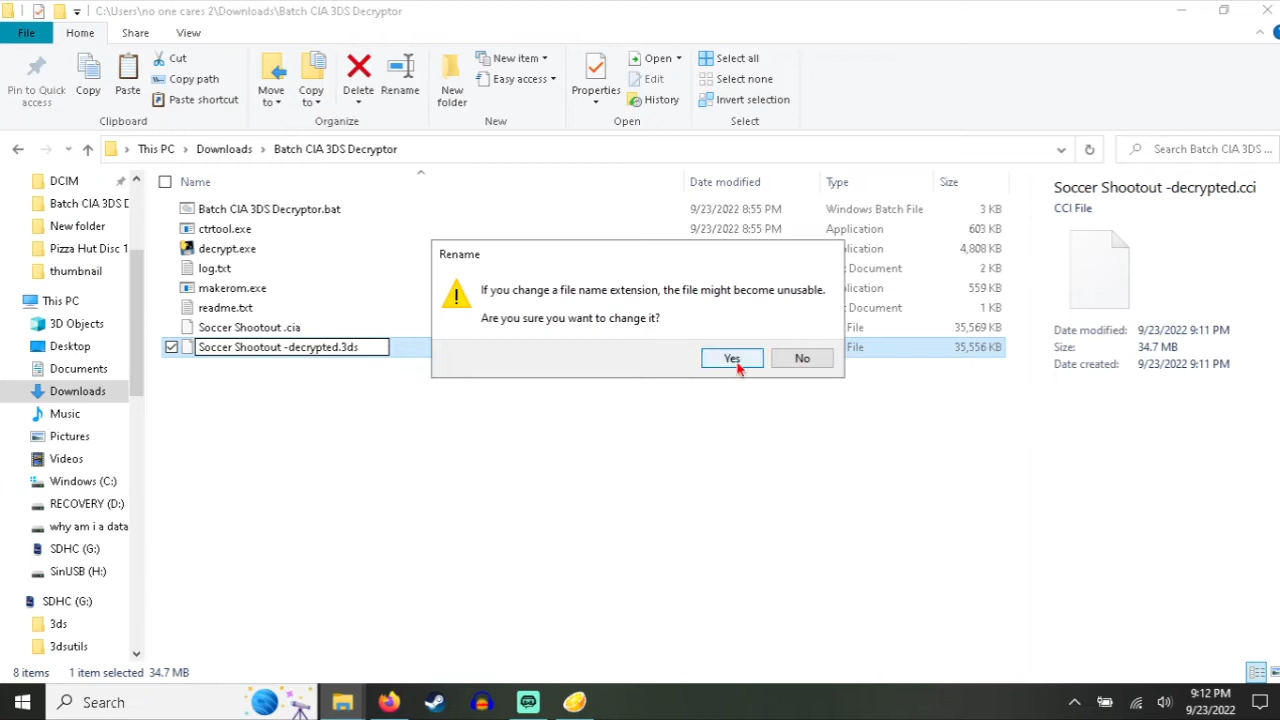 C:\Users\no one cares 2\Downloads\Batch CIA 3DS Decryptor
File
Home
Share
View
Pin to Quick
access
Copy
Paste
Cut
Copy path
Paste shortcut
Clipboard
Move
to
Copy
to
Delete
Rename
Organize
New
folder
New item
Easy access
New
Properties
Open
Edit
History
Open
Select all
Select none
Invert selection
Select
This PC
Downloads
Batch CIA 3DS Decryptor
Search Batch CIA 3DS ...
DCIM
Batch CIA 3DS D
New folder
Pizza Hut Disc 1
thumbnail
This PC
3D Objects
Desktop
Documents
Downloads
Music
Pictures
Videos
Windows (C:)
RECOVERY (D:)
why am i a data
SDHC (G:)
SinUSB (H:)
SDHC (G:)
3ds
3dsutils
Name
Date modified
Type
Size
Batch CIA 3DS Decryptor.bat
9/23/2022 8:55 PM
Windows Batch File
3 KB
ctrtool.exe
9/23/2022 8:55 PM
Application
603 KB
decrypt.exe
lication
4,808 KB
log.txt
Document
2 KB
makerom.exe
lication
559 KB
readme.txt
Document
1 KB
Soccer Shootout .cia
File
35,569 KB
Soccer Shootout -decrypted.3ds
File
35,556 KB
Rename
If you change a file name extension, the file might become unusable.
Are you sure you want to change it?
Yes
No
Soccer Shootout -decrypted.cci
CCI File
Date modified: 9/23/2022 9:11 PM
Size: 34.7 MB
Date created: 9/23/2022 9:11 PM
8 items
1 item selected 34.7 MB
Search
9:12 PM
9/23/2022